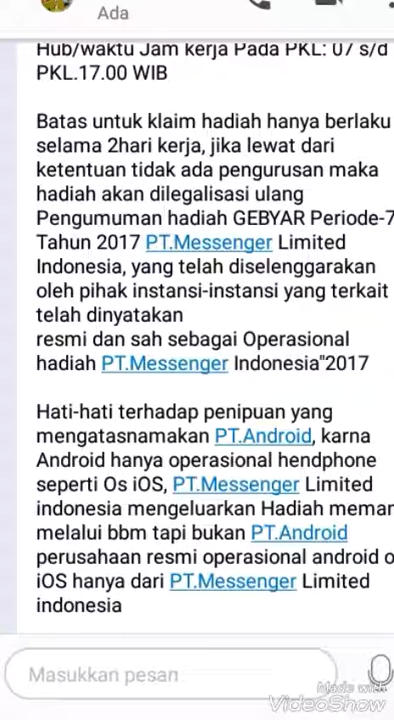 Ada
Hub/waktu Jam kerja Pada PKL: 07 s/d
PKL.17.00 WIB
Batas untuk klaim hadiah hanya berlaku
selama 2hari kerja, jika lewat dari
ketentuan tidak ada pengurusan maka
hadiah akan dilegalisasi ulang
Pengumuman hadiah GEBYAR Periode-7
Tahun 2017 PT.Messenger Limited
Indonesia, yang telah diselenggarakan
oleh pihak instansi-instansi yang terkait
telah dinyatakan
resmi dan sah sebagai Operasional
hadiah PT.Messenger Indonesia"2017
Hati-hati terhadap penipuan yang
mengatasnamakan PT.Android, karna
Android hanya operasional hendphone
seperti Os iOS, PT.Messenger Limited
indonesia mengeluarkan Hadiah meman
melalui bbm tapi bukan PT.Android
perusahaan resmi operasional android o
iOS hanya dari PT.Messenger Limited
indonesia
Masukkan pesan
Made with
VideoShow